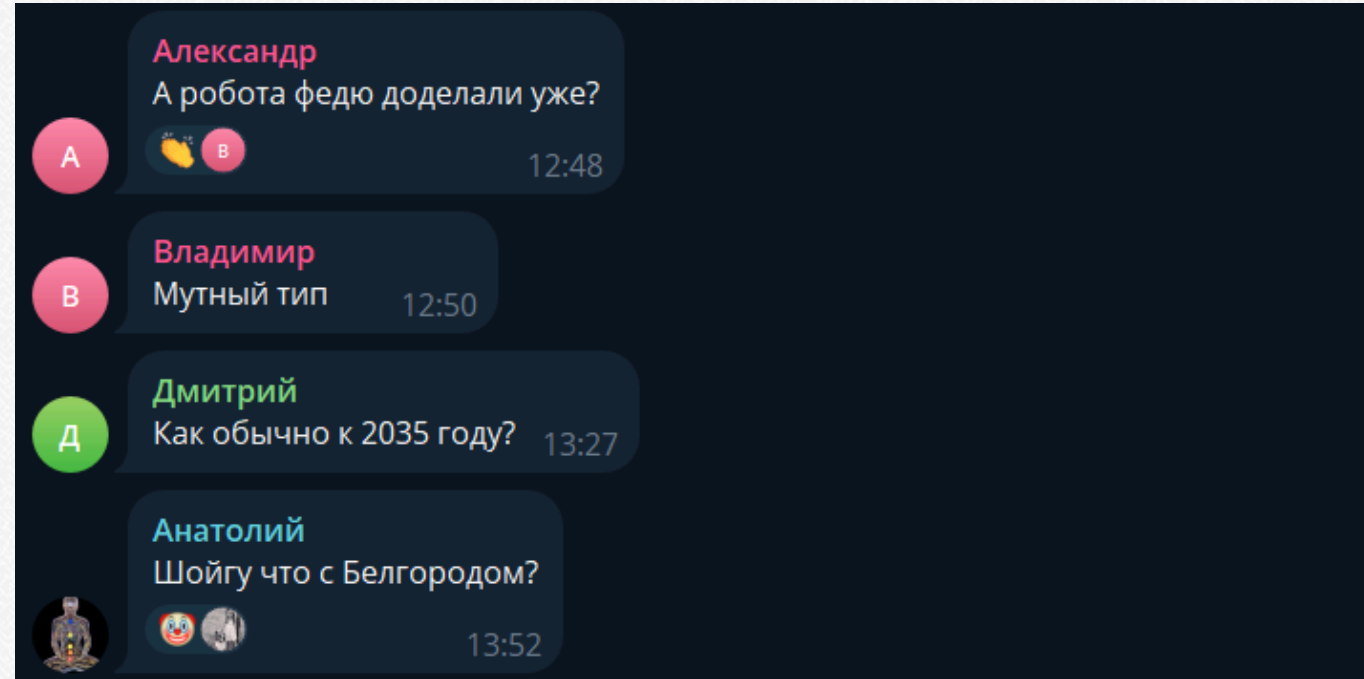 Александр
А робота федю доделали уже?
В
12:48
А
Владимир
Мутный тип
12:50
В
Дмитрий
Как обычно к 2035 году?
13:27
Д
Анатолий
Шойгу что с Белгородом?
13:52